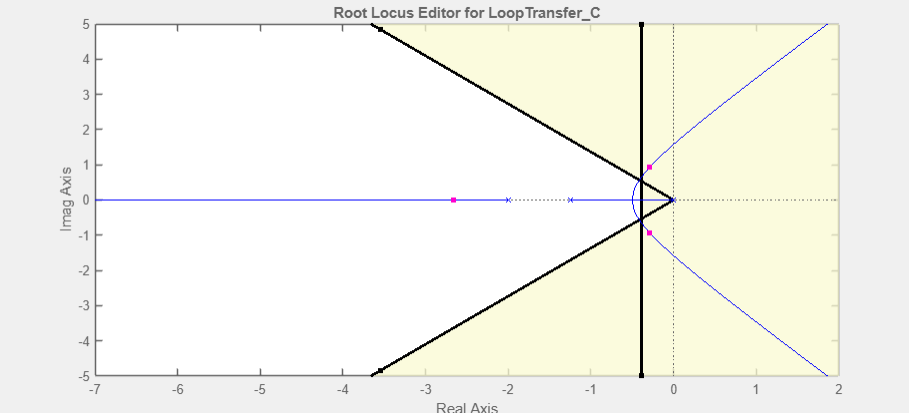 Root Locus Editor for LoopTransfer_C
5
4
3
2
1
0
-1
-2
-3
-4
-5
Imag Axis
-7 -6 -5 -4 -3 -2 -1 0 1 2
Real Axis